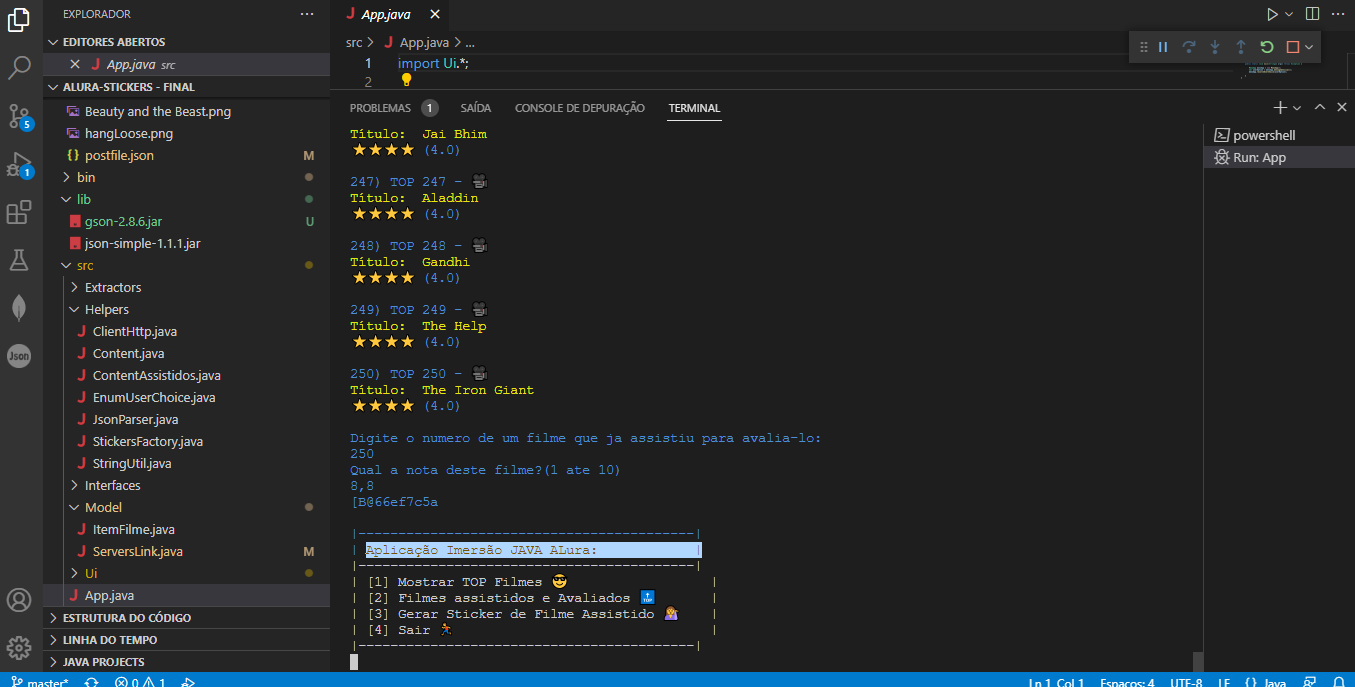 EXPLORADOR
EDITORES ABERTOS
App.java src
ALURA-STICKERS - FINAL
Beauty and the Beast.png
hangLoose.png
{} postfile.json M
bin
lib
gson-2.8.6.jar U
json-simple-1.1.1.jar
src
Extractors
Helpers
J ClientHttp.java
J Content.java
J ContentAssistidos.java
J EnumUserChoice.java
J JsonParser.java
J StickersFactory.java
J StringUtil.java
Interfaces
Model
J ItemFilme.java
J ServersLink.java M
Ui
J App.java
ESTRUTURA DO CÓDIGO
LINHA DO TEMPO
JAVA PROJECTS
5
1
Json
J App.java
src > J App.java > ...
1 import Ui.*;
2
PROBLEMAS 1 SAÍDA CONSOLE DE DEPURAÇÃO TERMINAL
powershell
Run: App
Título: Jai Bhim
★★★★ (4.0)
247) TOP 247 -
Título: Aladdin
★★★★ (4.0)
248) TOP 248 -
Título: Gandhi
★★★★ (4.0)
249) TOP 249 -
Título: The Help
★★★★ (4.0)
250) TOP 250 -
Título: The Iron Giant
★★★★ (4.0)
Digite o numero de um filme que ja assistiu para avalia-lo:
250
Qual a nota deste filme?(1 ate 10)
8,8
[B@66ef7c5a
|------------------------------------------|
| Aplicação Imersão JAVA ALura: |
|------------------------------------------|
| [1] Mostrar TOP Filmes 😎 |
| [2] Filmes assistidos e Avaliados 🔝 |
| [3] Gerar Sticker de Filme Assistido |
| [4] Sair |
|------------------------------------------|
master* 0 1 Ln 1, Col 1 Espaços: 4 UTF-8 LF {} Java